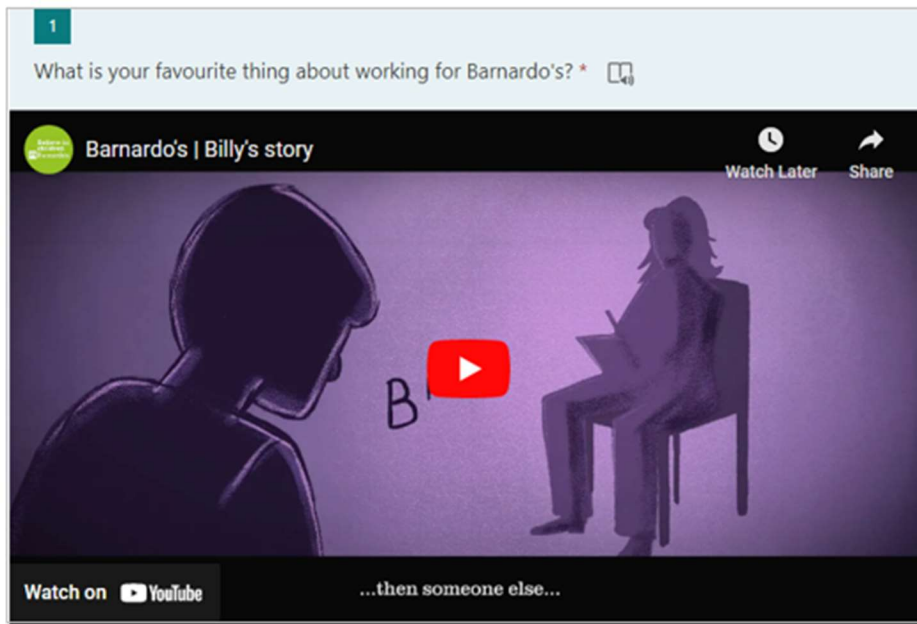 1
What is your favourite thing about working for Barnardo's? *
Barnardo's | Billy's story
Watch Later
Share
B
Watch on YouTube
...then someone else...